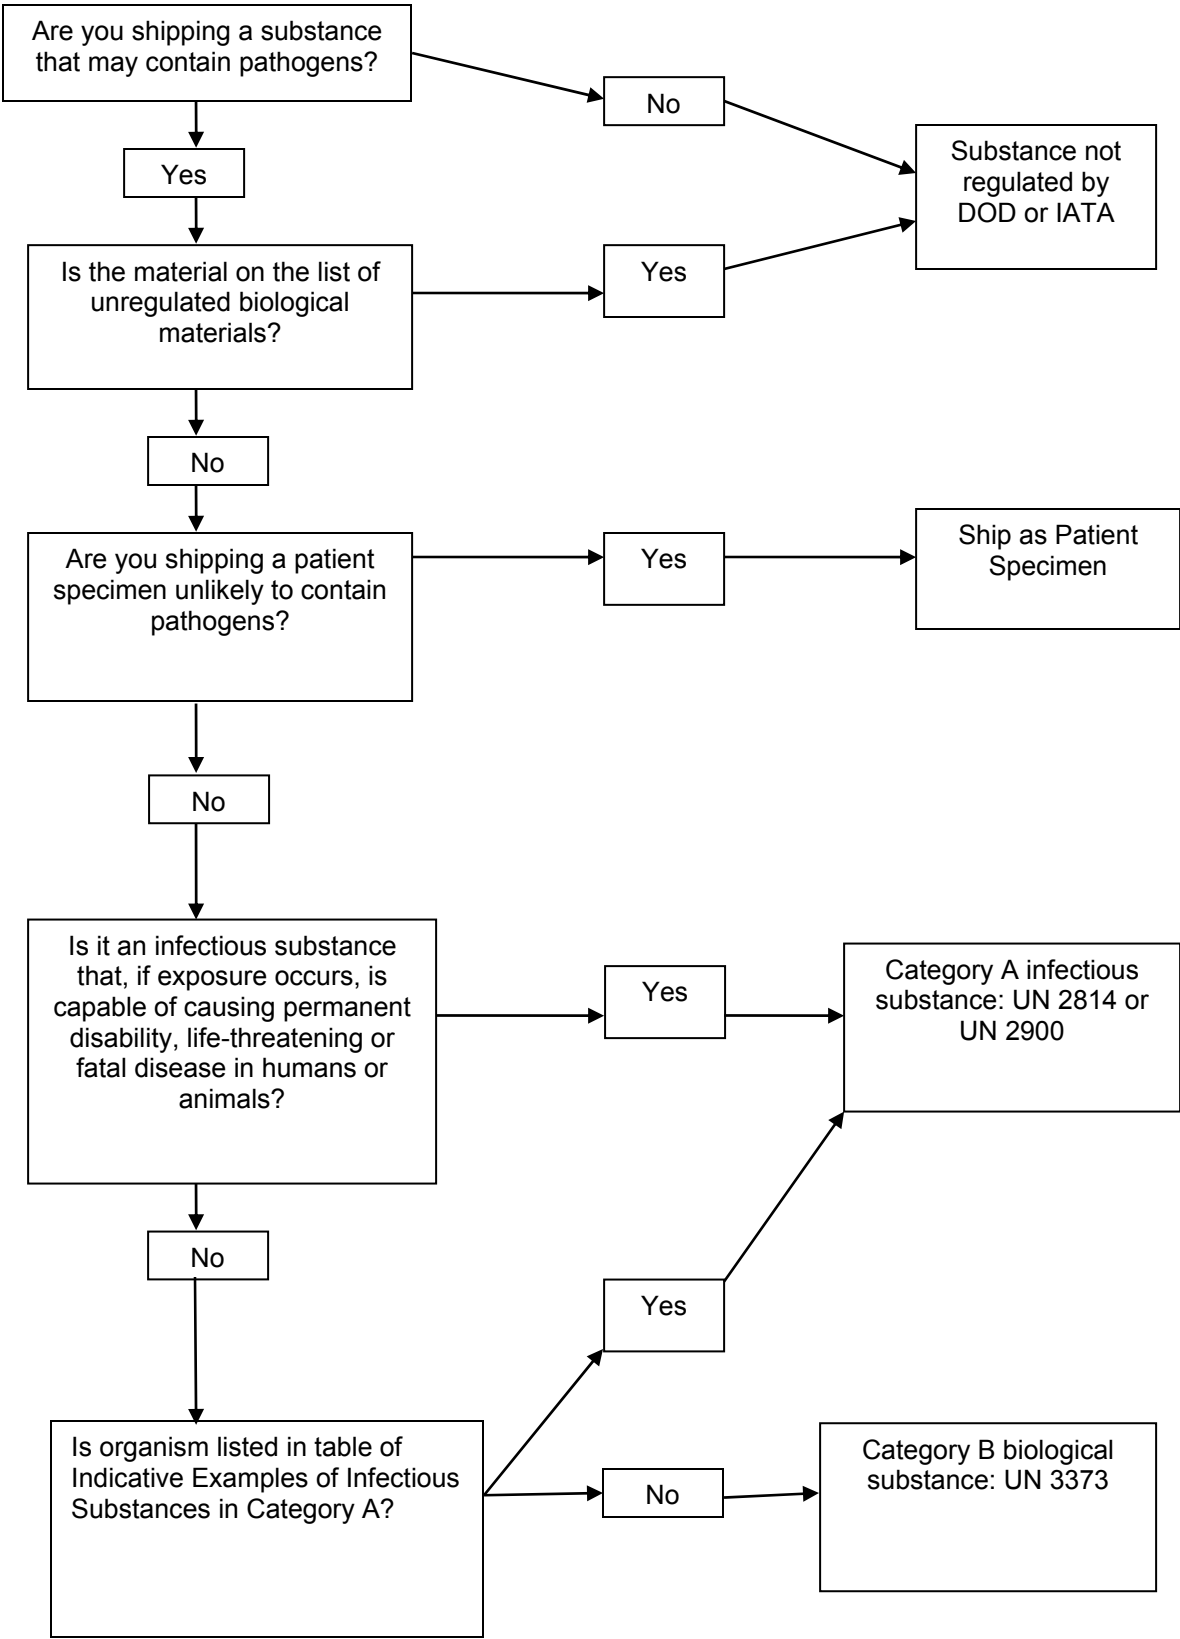 Are you shipping a substance
that may contain pathogens?
No
Substance not
regulated by
DOD or IATA
Yes
Is the material on the list of
unregulated biological
materials?
Yes
No
Are you shipping a patient
specimen unlikely to contain
pathogens?
Yes
Ship as Patient
Specimen
No
Is it an infectious substance
that, if exposure occurs, is
capable of causing permanent
disability, life-threatening or
fatal disease in humans or
animals?
Yes
Category A infectious
substance: UN 2814 or
UN 2900
No
Yes
Is organism listed in table of
Indicative Examples of Infectious
Substances in Category A?
No
Category B biological
substance: UN 3373